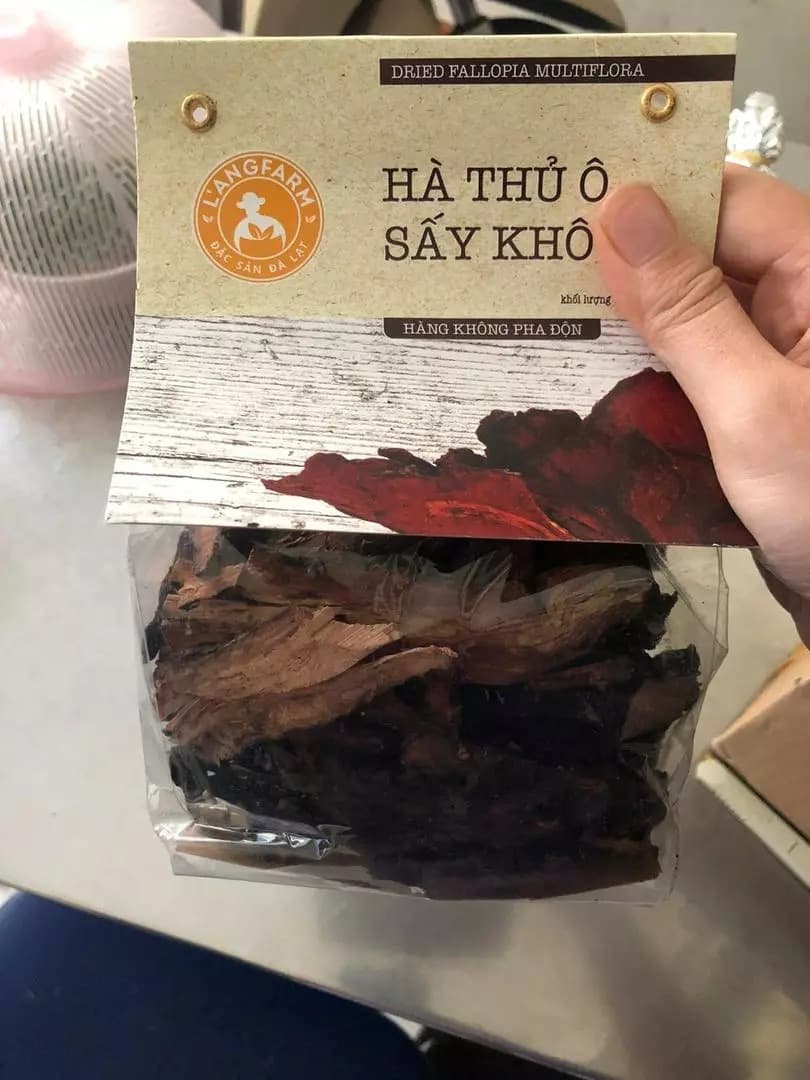 DRIED FALLOPIA MULTIFLORA
L'ANGFARM
ĐẶC SẢN ĐÀ LẠT
HÀ THỦ Ô
SẤY KHÔ
khối lượng
HÀNG KHÔNG PHA ĐỘN